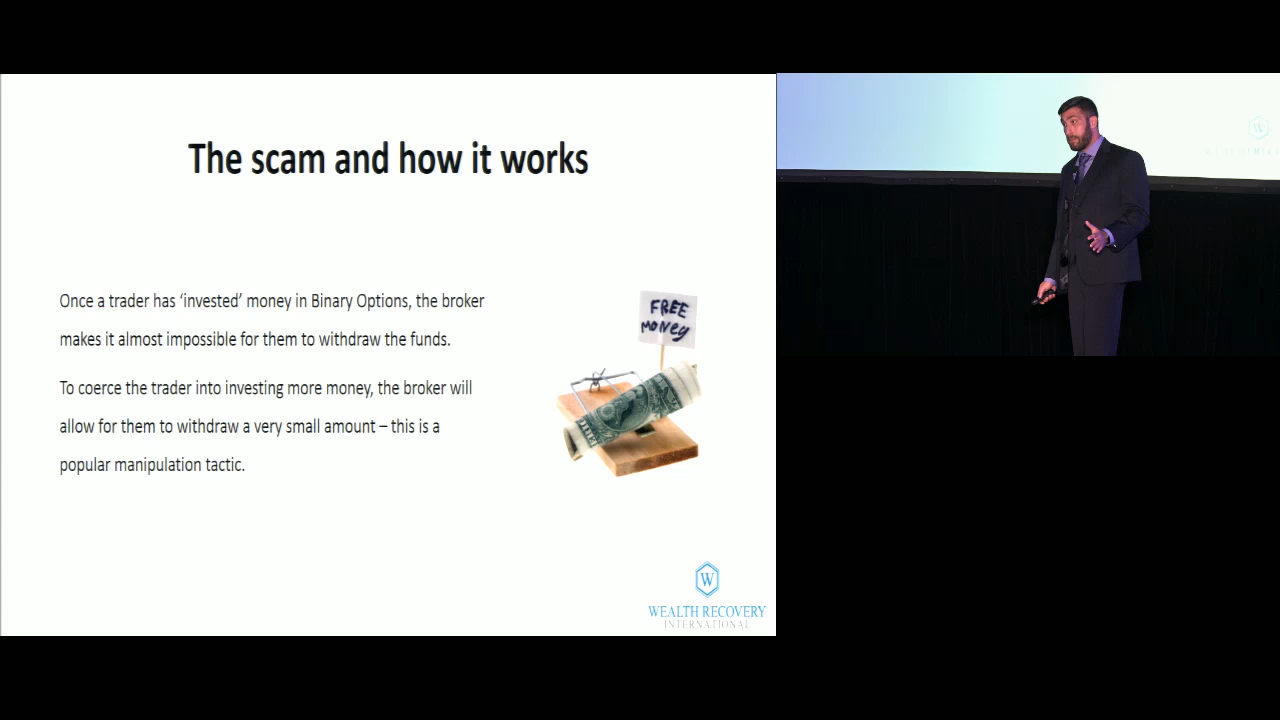 The scam and how it works
Once a trader has ‘invested’ money in Binary Options, the broker
makes it almost impossible for them to withdraw the funds.
To coerce the trader into investing more money, the broker will
allow for them to withdraw a very small amount – this is a
popular manipulation tactic.
FREE
MONEY
W
WEALTH RECOVERY
INTERNATIONAL